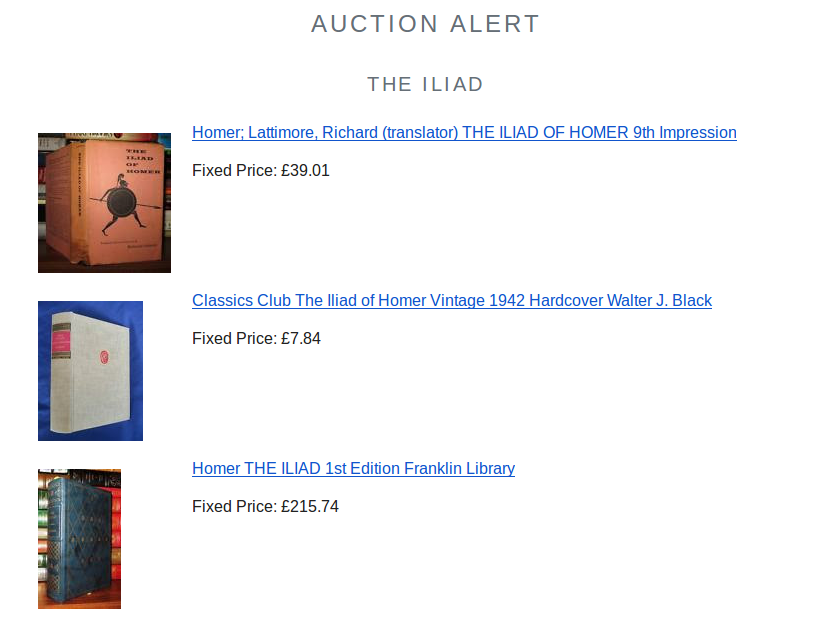 AUCTION ALERT
THE ILIAD
Homer; Lattimore, Richard (translator) THE ILIAD OF HOMER 9th Impression
Fixed Price: £39.01
THE
ILIAD
OF
HOMER
Classics Club The Iliad of Homer Vintage 1942 Hardcover Walter J. Black
Fixed Price: £7.84
Homer THE ILIAD 1st Edition Franklin Library
Fixed Price: £215.74